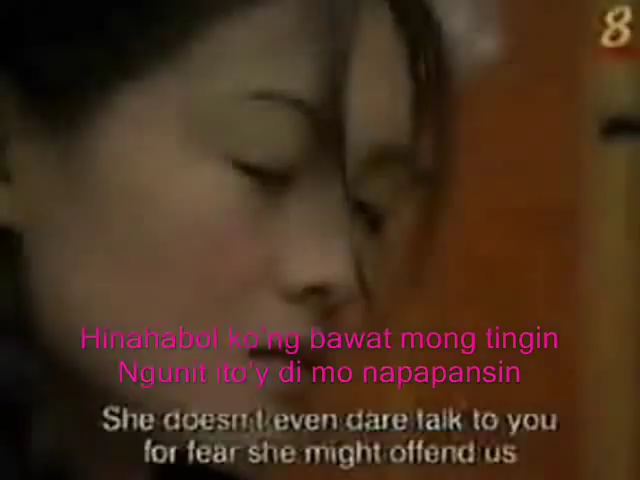 8
Hinahabol ko'ng bawat mong tingin
Ngunit ito'y di mo napapansin
She doesn't even dare talk to you
for fear she might offend us